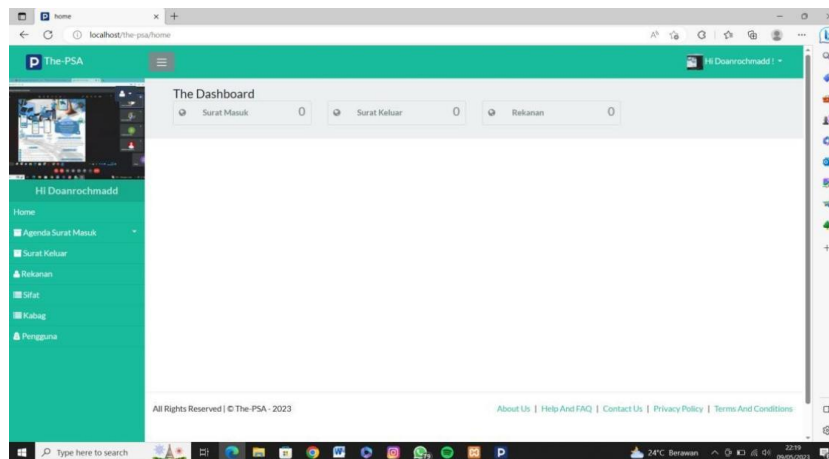 home
localhost/the-psa/home
The-PSA
Hi Doanrochmadd !
The Dashboard
Surat Masuk 0
Surat Keluar 0
Rekanan 0
Hi Doanrochmadd
Home
Agenda Surat Masuk
Surat Keluar
Rekanan
Sifat
Kabag
Pengguna
All Rights Reserved | © The-PSA - 2023
About Us | Help And FAQ | Contact Us | Privacy Policy | Terms And Conditions
Type here to search
24°C Berawan
22:19
09/05/2023